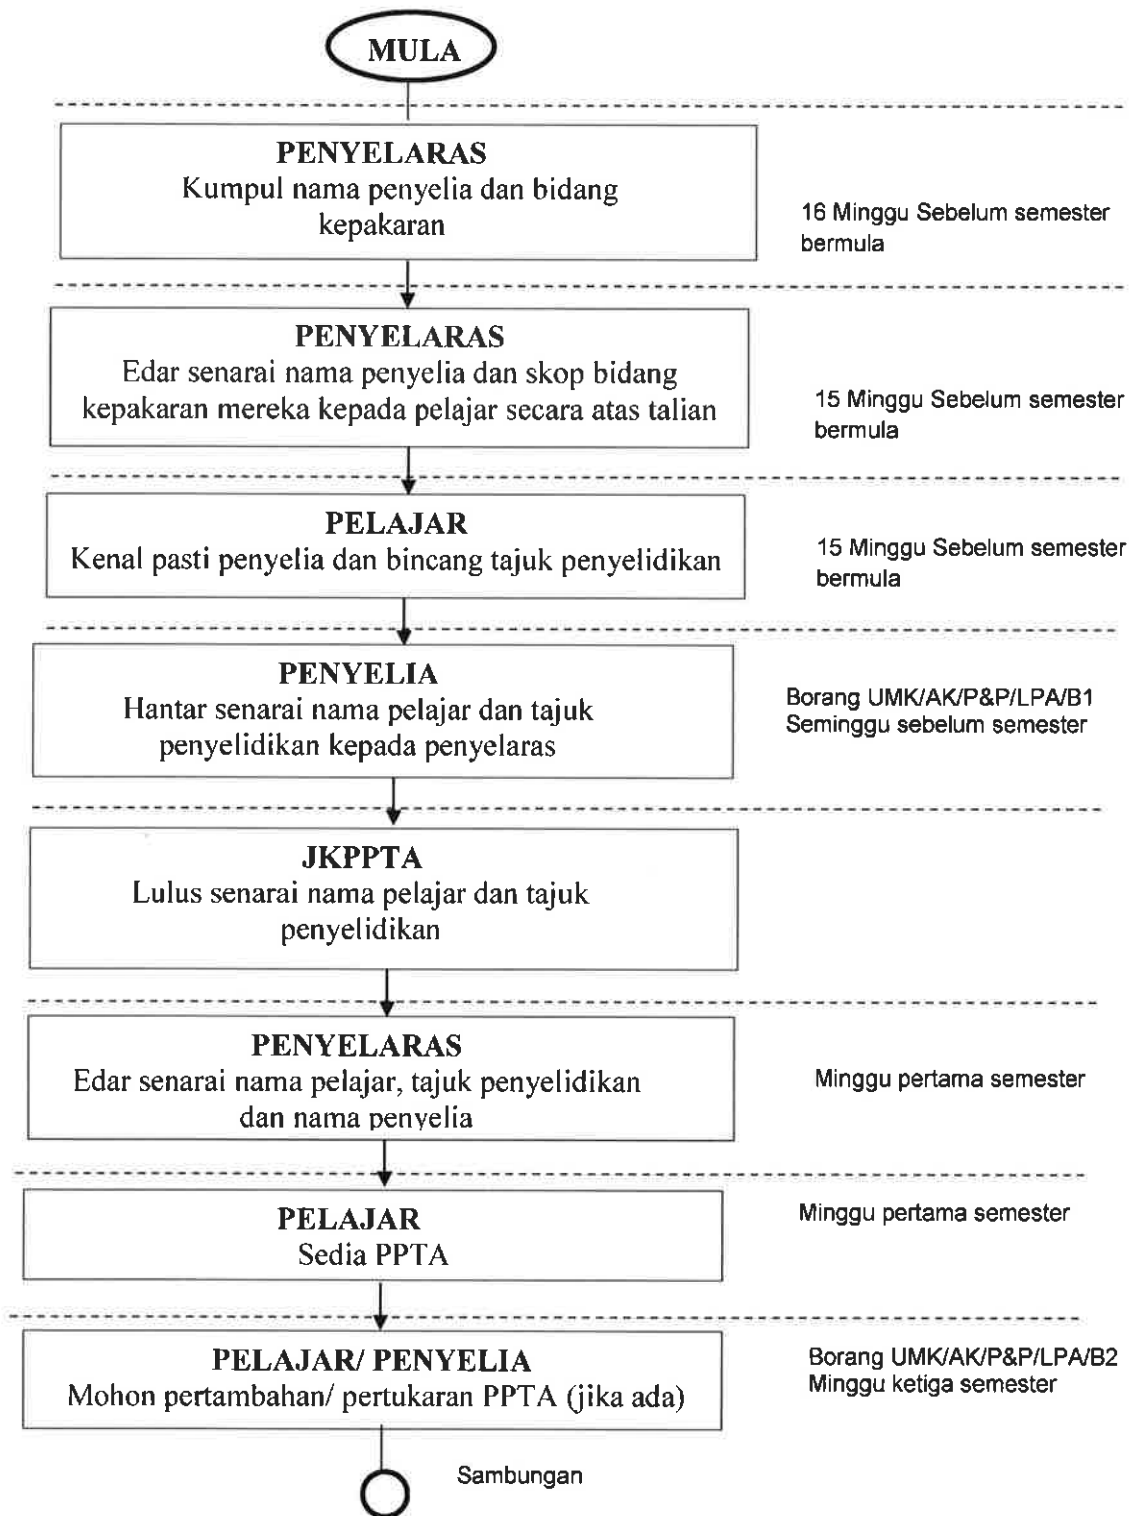 MULA
PENYELARAS
Kumpul nama penyelia dan bidang
kepakaran
16 Minggu Sebelum semester
bermula
PENYELARAS
Edar senarai nama penyelia dan skop bidang
kepakaran mereka kepada pelajar secara atas talian
15 Minggu Sebelum semester
bermula
PELAJAR
Kenal pasti penyelia dan bincang tajuk penyelidikan
15 Minggu Sebelum semester
bermula
PENYELIA
Hantar senarai nama pelajar dan tajuk
penyelidikan kepada penyelaras
Borang UMK/AK/P&P/LPA/B1
Seminggu sebelum semester
JKPPTA
Lulus senarai nama pelajar dan tajuk
penyelidikan
PENYELARAS
Edar senarai nama pelajar, tajuk penyelidikan
dan nama penyelia
Minggu pertama semester
PELAJAR
Sedia PPTA
Minggu pertama semester
PELAJAR/ PENYELIA
Mohon pertambahan/ pertukaran PPTA (jika ada)
Borang UMK/AK/P&P/LPA/B2
Minggu ketiga semester
Sambungan